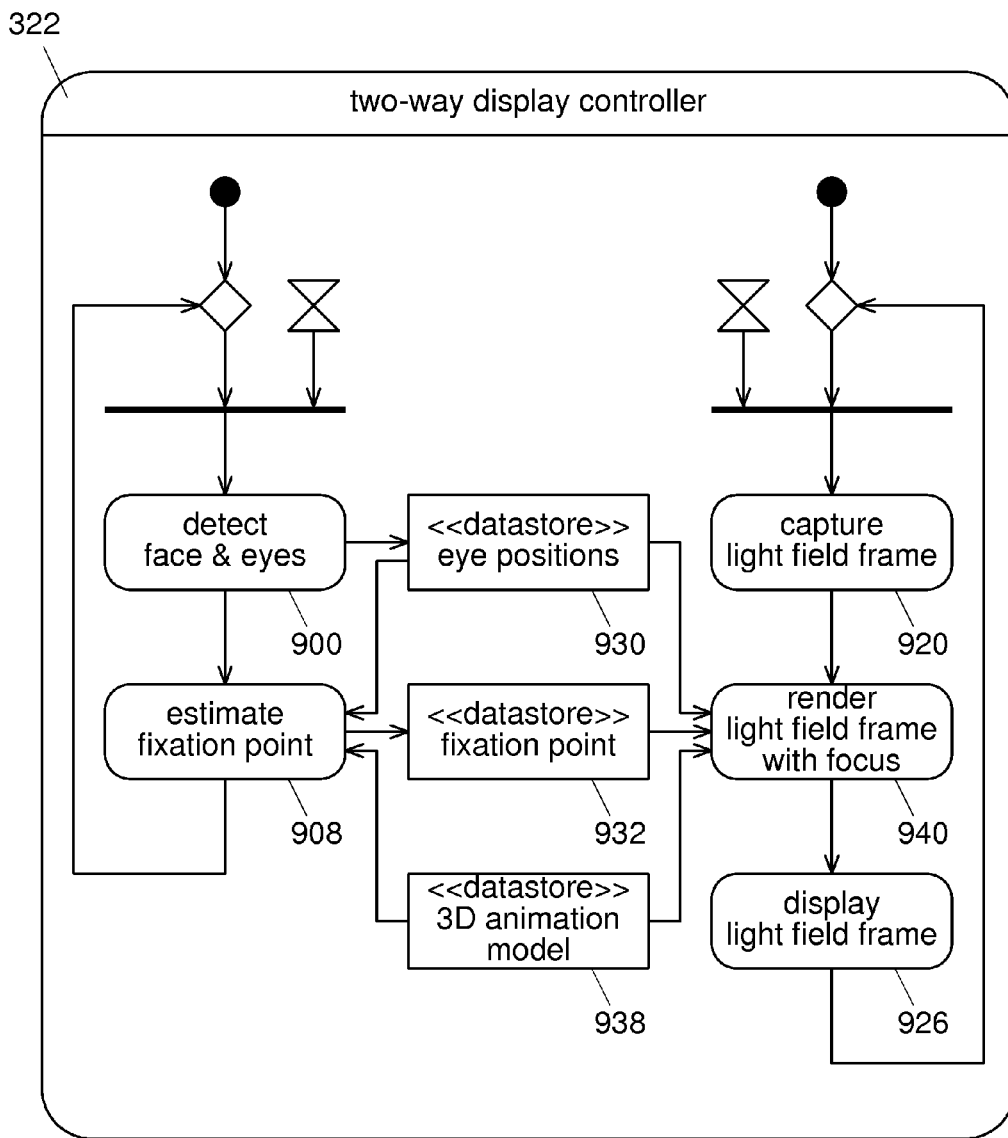 322
two-way display controller
detect
face & eyes
900
<<datastore>>
eye positions
930
capture
light field frame
920
estimate
fixation point
908
<<datastore>>
fixation point
932
render
light field frame
with focus
940
<<datastore>>
3D animation
model
938
display
light field frame
926